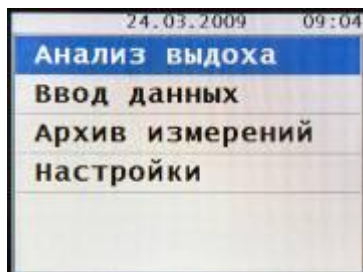 24.03.2009 09:04
Анализ выдоха
Ввод данных
Архив измерений
Настройки